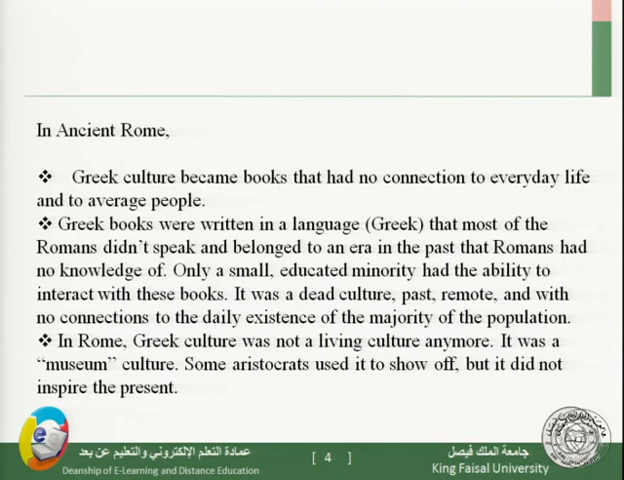 In Ancient Rome,
❖ Greek culture became books that had no connection to everyday life
and to average people.
❖ Greek books were written in a language (Greek) that most of the
Romans didn't speak and belonged to an era in the past that Romans had
no knowledge of. Only a small, educated minority had the ability to
interact with these books. It was a dead culture, past, remote, and with
no connections to the daily existence of the majority of the population.
❖ In Rome, Greek culture was not a living culture anymore. It was a
“museum” culture. Some aristocrats used it to show off, but it did not
inspire the present.
عمادة التعلم الإلكتروني والتعليم عن بعد
Deanship of E-Learning and Distance Education
[ 4 ]
جامعة الملك فيصل
King Faisal University